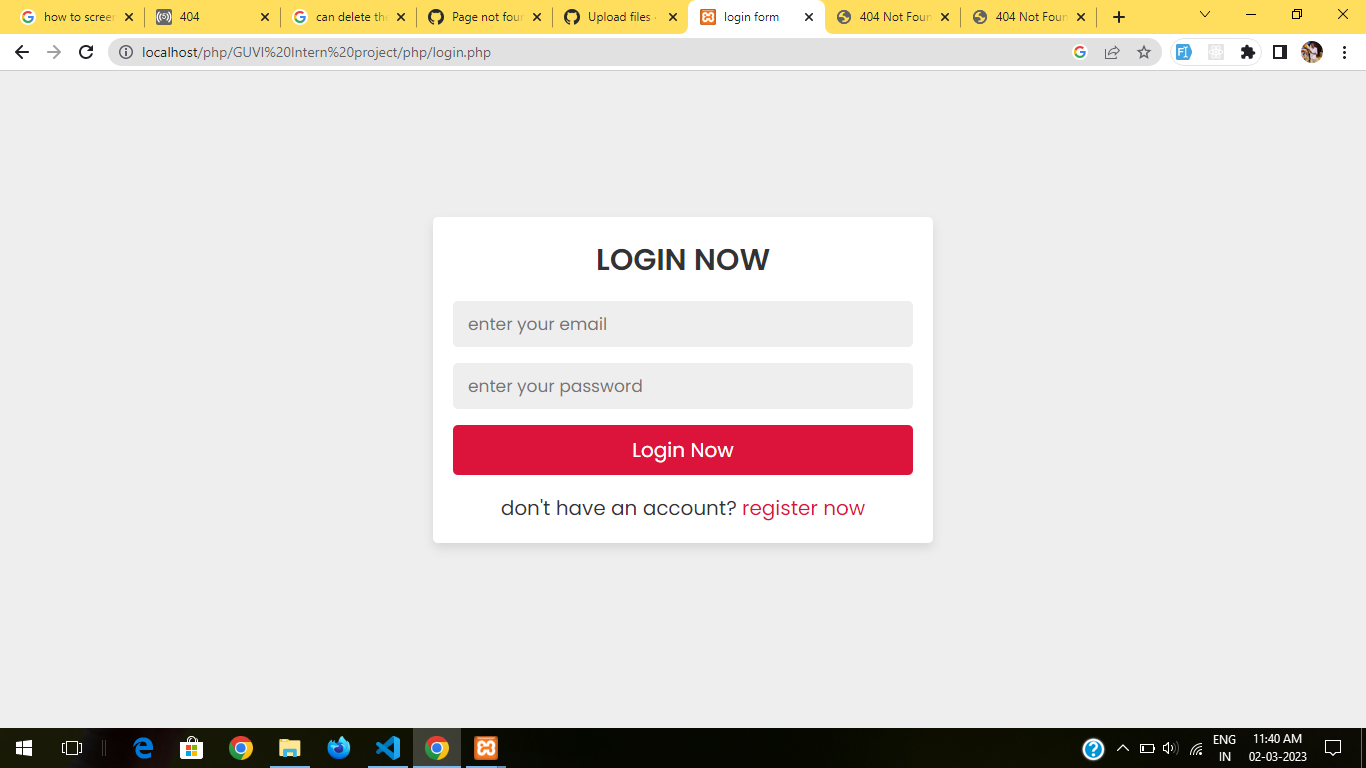 how to screen
404
can delete the
Page not foun
Upload files
login form
404 Not Foun
404 Not Foun
localhost/php/GUVI%20Intern%20project/php/login.php
LOGIN NOW
enter your email
enter your password
Login Now
don't have an account? register now
ENG
IN
11:40 AM
02-03-2023